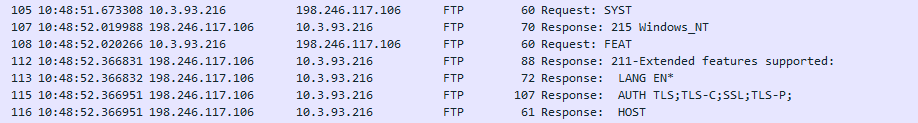 105 10:48:51.673308 10.3.93.216 198.246.117.106 FTP 60 Request: SYST
107 10:48:52.019988 198.246.117.106 10.3.93.216 FTP 70 Response: 215 Windows_NT
108 10:48:52.020266 10.3.93.216 198.246.117.106 FTP 60 Request: FEAT
112 10:48:52.366831 198.246.117.106 10.3.93.216 FTP 88 Response: 211-Extended features supported:
113 10:48:52.366832 198.246.117.106 10.3.93.216 FTP 72 Response: LANG EN*
115 10:48:52.366951 198.246.117.106 10.3.93.216 FTP 107 Response: AUTH TLS;TLS-C;SSL;TLS-P;
116 10:48:52.366951 198.246.117.106 10.3.93.216 FTP 61 Response: HOST